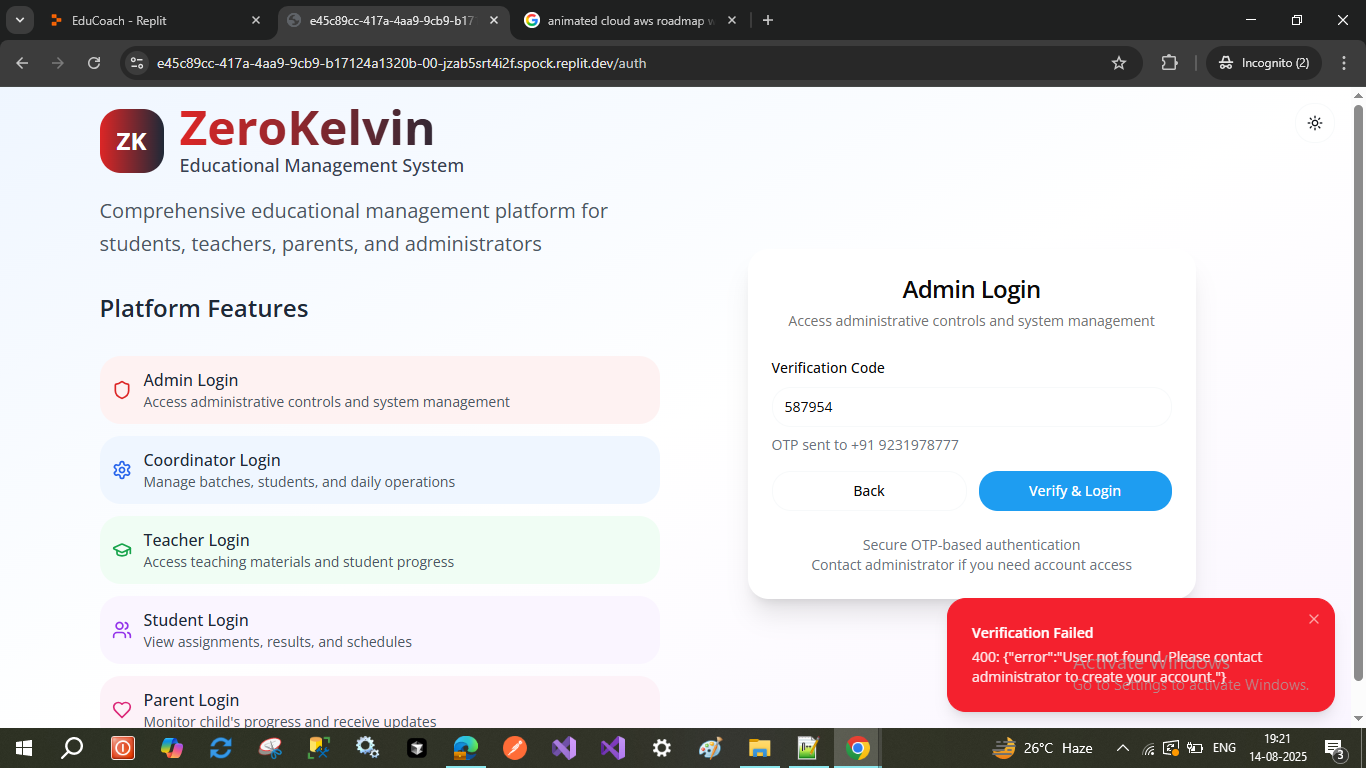 EduCoach - Replit
e45c89cc-417a-4aa9-9cb9-b17
animated cloud aws roadmap w
e45c89cc-417a-4aa9-9cb9-b17124a1320b-00-jzab5srt4i2f.spock.replit.dev/auth
Incognito (2)
ZK
ZeroKelvin
Educational Management System
Comprehensive educational management platform for
students, teachers, parents, and administrators
Platform Features
Admin Login
Access administrative controls and system management
Coordinator Login
Manage batches, students, and daily operations
Teacher Login
Access teaching materials and student progress
Student Login
View assignments, results, and schedules
Parent Login
Monitor child's progress and receive updates
Admin Login
Access administrative controls and system management
Verification Code
587954
OTP sent to +91 9231978777
Back
Verify & Login
Secure OTP-based authentication
Contact administrator if you need account access
Verification Failed
400: {"error":"User not found. Please contact
administrator to create your account."}
Activate Windows
Go to Settings to activate Windows.
26°C Haze
ENG
19:21
14-08-2025
3